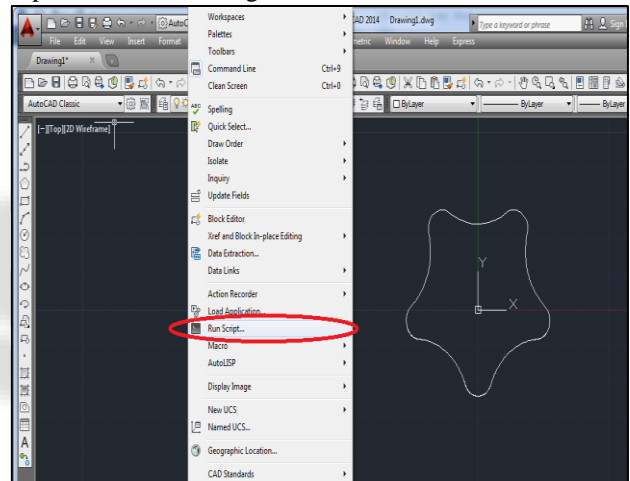 AutoC
AD 2014 Drawing1.dwg
Type a keyword or phrase
Sign
File Edit View Insert Format
metric Window Help Express
Drawing1*
AutoCAD Classic
ByLayer
ByLayer
ByLayer
[-][Top][2D Wireframe]
Workspaces
Palettes
Toolbars
Command Line Ctrl+9
Clean Screen Ctrl+0
ABC
Spelling
Quick Select...
Draw Order
Isolate
Inquiry
Update Fields
Block Editor
Xref and Block In-place Editing
Data Extraction...
Data Links
Action Recorder
Load Application...
Run Script...
Macro
AutoLISP
Display Image
New UCS
Named UCS...
Geographic Location...
CAD Standards
Y
X
A